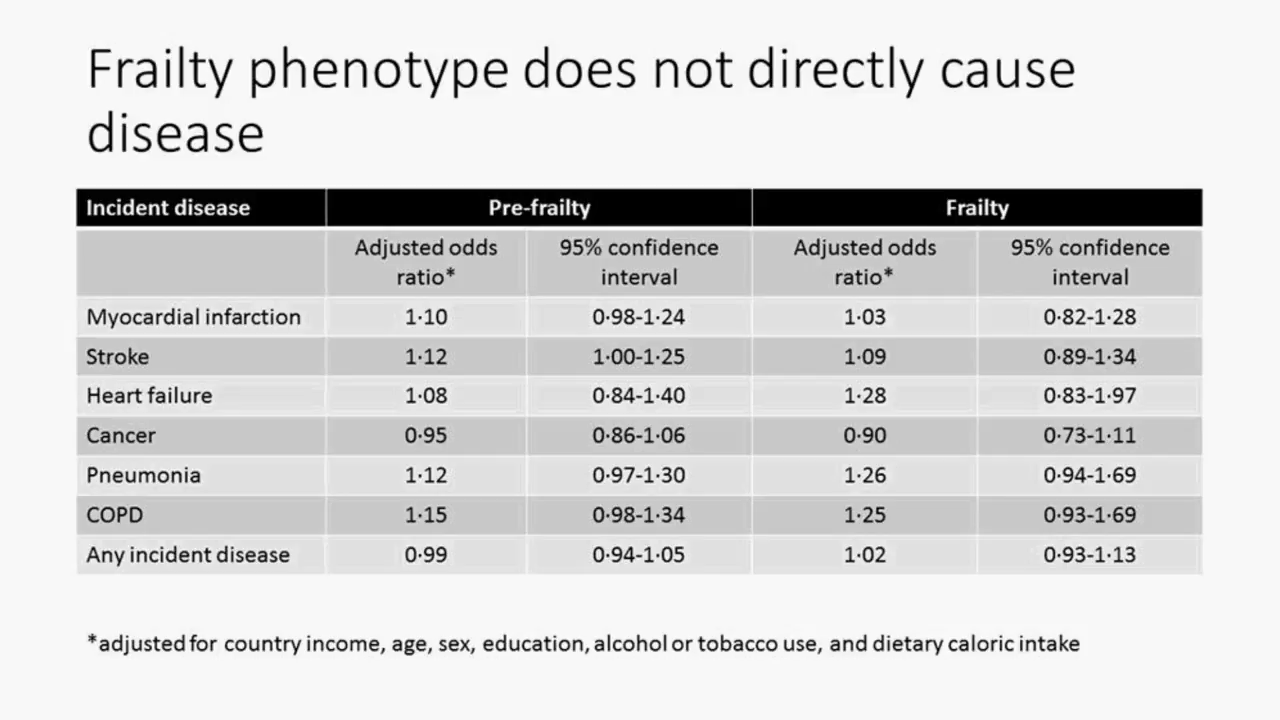 Frailty phenotype does not directly cause
disease
Incident disease Pre-frailty Frailty
Adjusted odds ratio* 95% confidence interval Adjusted odds ratio* 95% confidence interval
Myocardial infarction 1·10 0·98-1·24 1·03 0·82-1·28
Stroke 1·12 1·00-1·25 1·09 0·89-1·34
Heart failure 1·08 0·84-1·40 1·28 0·83-1·97
Cancer 0·95 0·86-1·06 0·90 0·73-1·11
Pneumonia 1·12 0·97-1·30 1·26 0·94-1·69
COPD 1·15 0·98-1·34 1·25 0·93-1·69
Any incident disease 0·99 0·94-1·05 1·02 0·93-1·13
*adjusted for country income, age, sex, education, alcohol or tobacco use, and dietary caloric intake